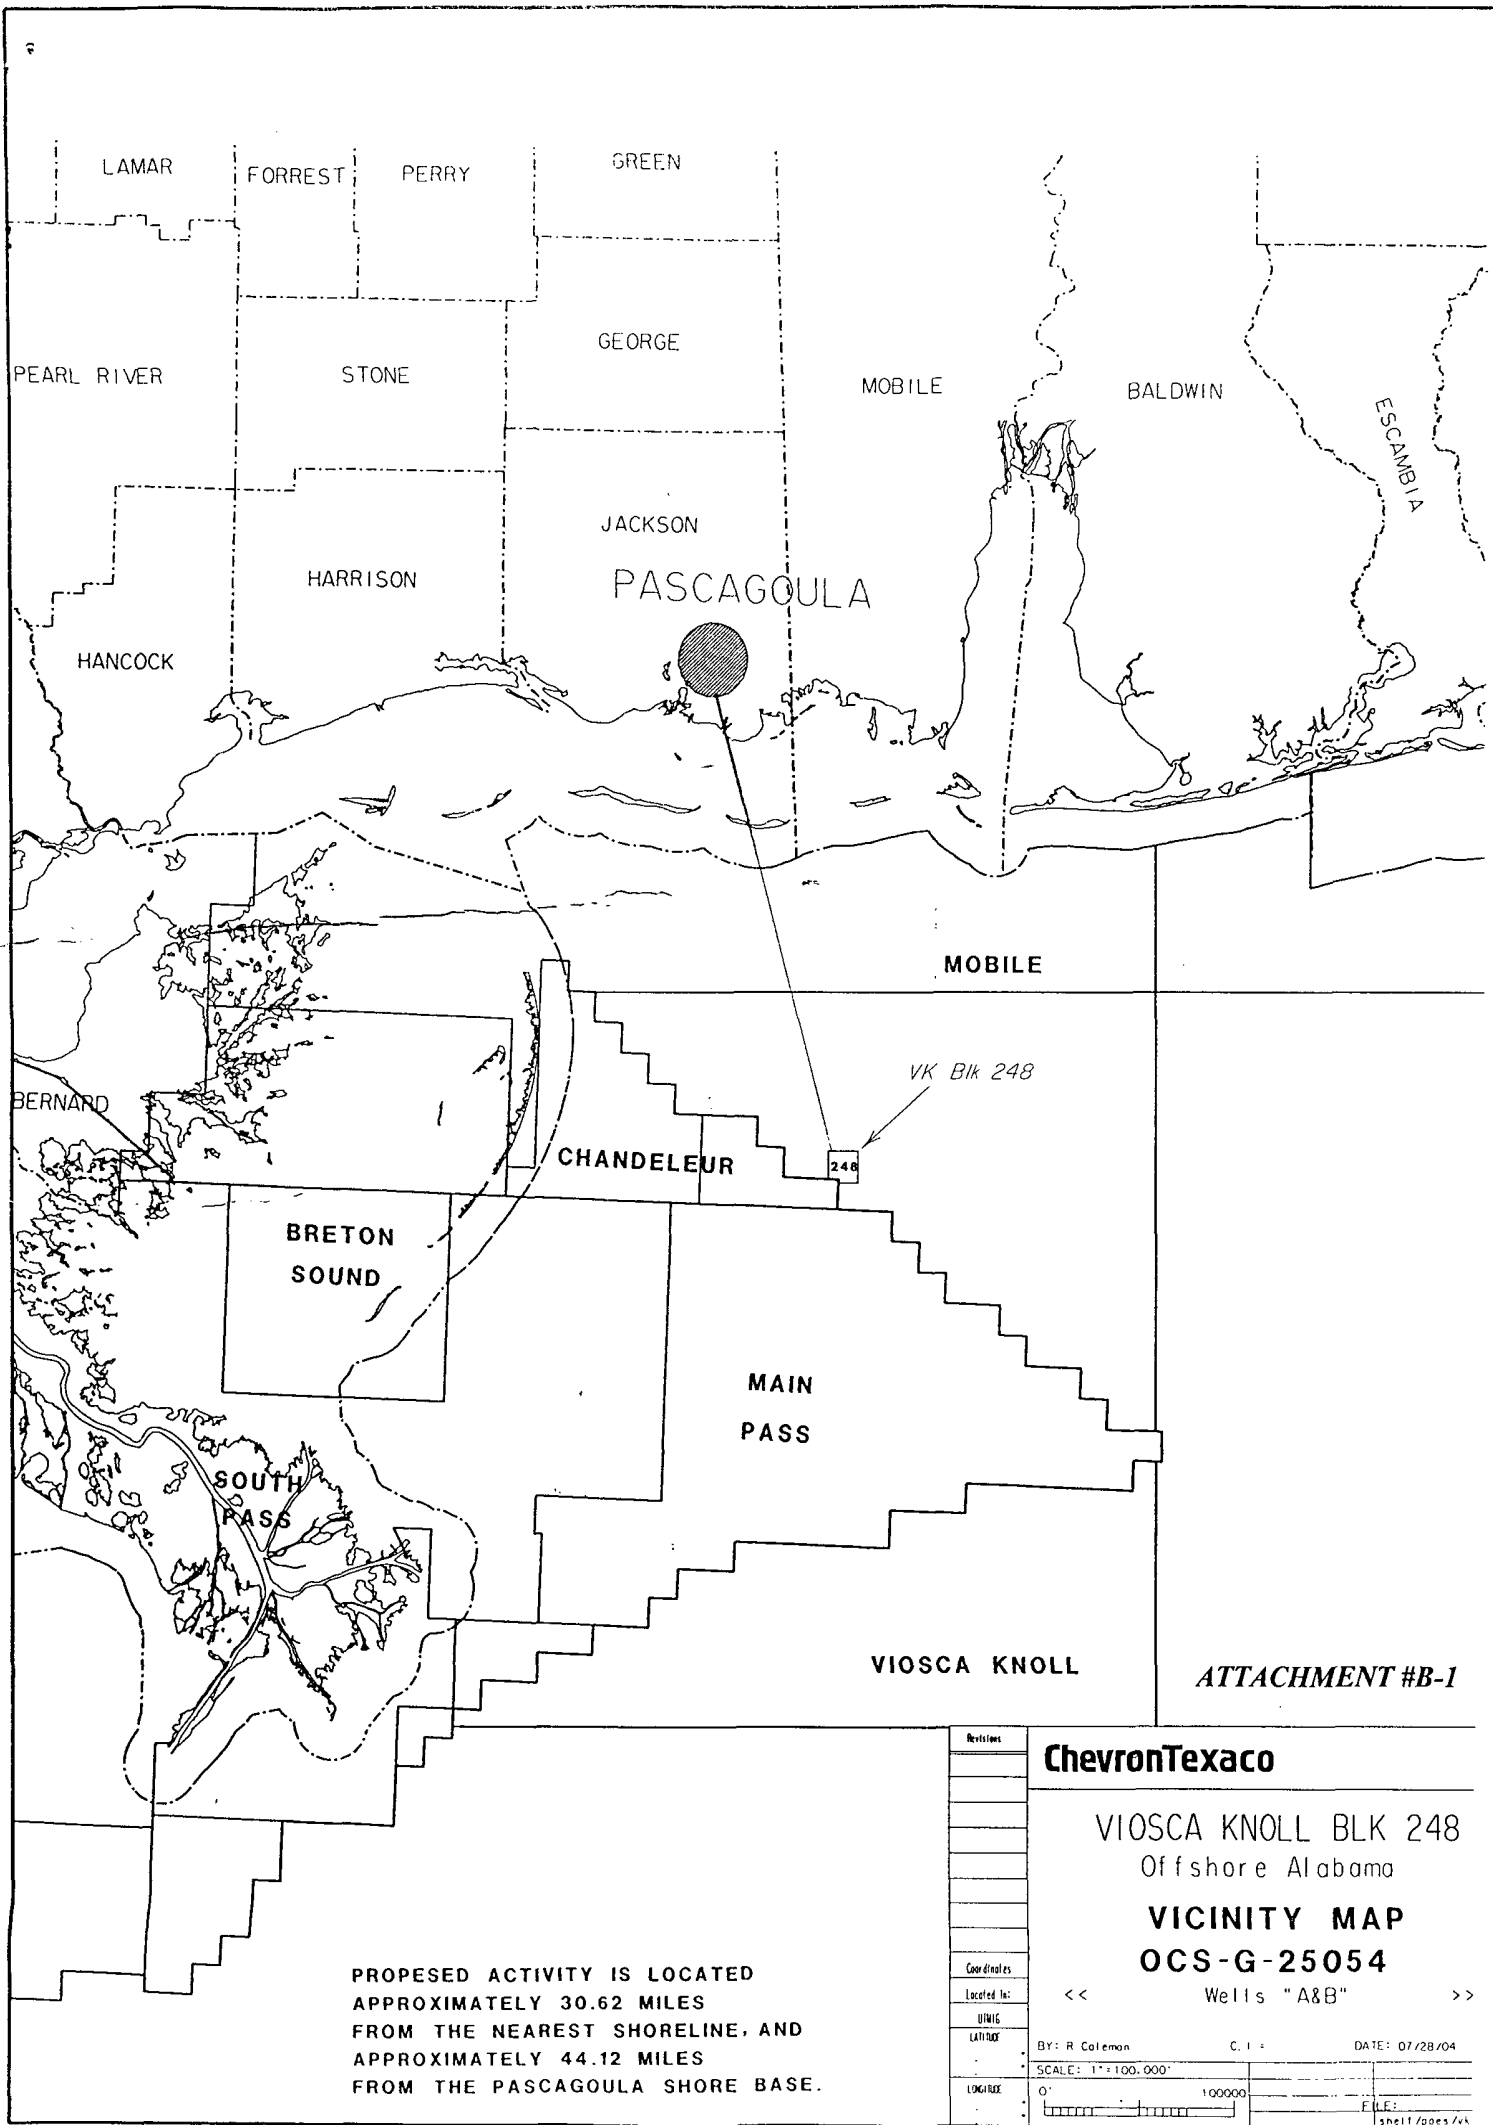 LAMAR
FORREST
PERRY
GREEN
PEARL RIVER
STONE
GEORGE
MOBILE
BALDWIN
ESCAMBIA
JACKSON
HARRISON
PASCAGOULA
HANCOCK
MOBILE
VK Blk 248
BERNARD
CHANDELEUR
248
BRETON
SOUND
MAIN
PASS
SOUTH
PASS
VIOSCA KNOLL
ATTACHMENT #B-1
Revisions
ChevronTexaco
VIOSCA KNOLL BLK 248
Offshore Alabama
VICINITY MAP
OCS-G-25054
<< Wells "A&B" >>
Coordinates
Located In:
LATITUDE
LONGITUDE
BY: R Coleman C.I = DATE: 07/28/04
SCALE: 1"=100,000'
0' 100000
FILE:
shelf/poes/vk
PROPESED ACTIVITY IS LOCATED
APPROXIMATELY 30.62 MILES
FROM THE NEAREST SHORELINE, AND
APPROXIMATELY 44.12 MILES
FROM THE PASCAGOULA SHORE BASE.